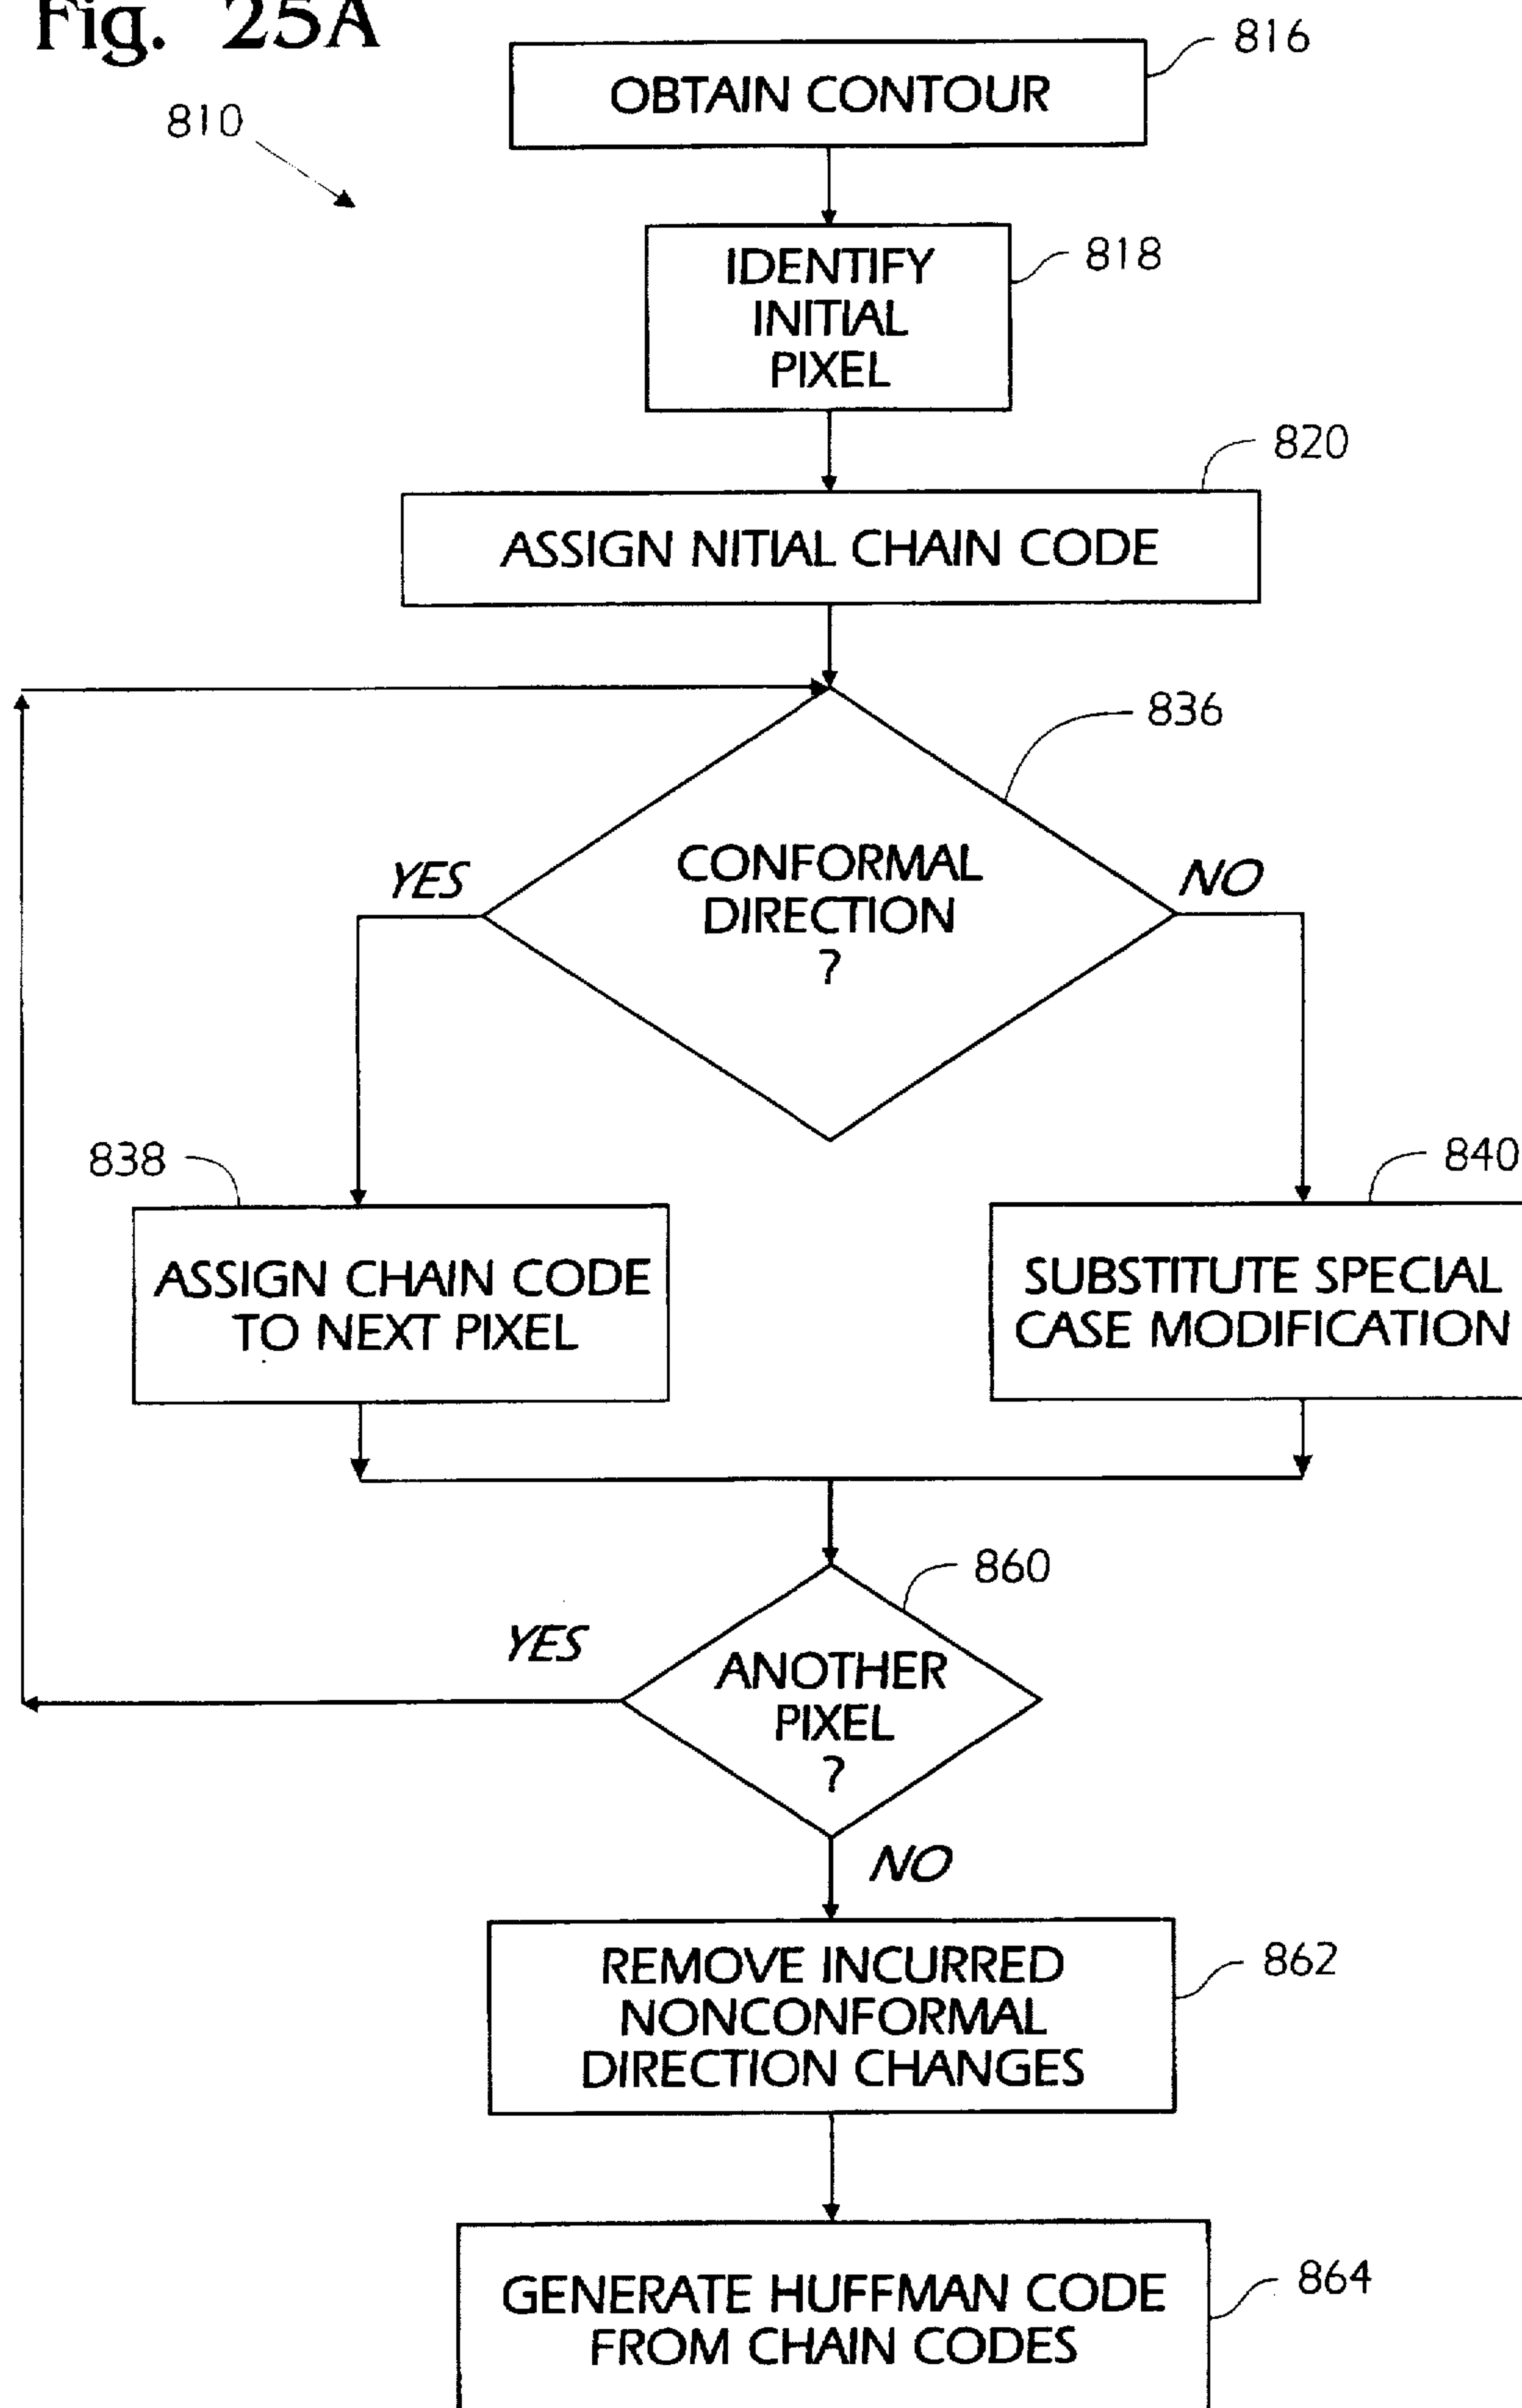 Fig. 25A
810
OBTAIN CONTOUR
816
IDENTIFY
INITIAL
PIXEL
818
820
ASSIGN NITIAL CHAIN CODE
836
CONFORMAL
DIRECTION
?
YES
NO
838
840
ASSIGN CHAIN CODE
TO NEXT PIXEL
SUBSTITUTE SPECIAL
CASE MODIFICATION
860
YES
ANOTHER
PIXEL
?
NO
REMOVE INCURRED
NONCONFORMAL
DIRECTION CHANGES
862
GENERATE HUFFMAN CODE
FROM CHAIN CODES
864